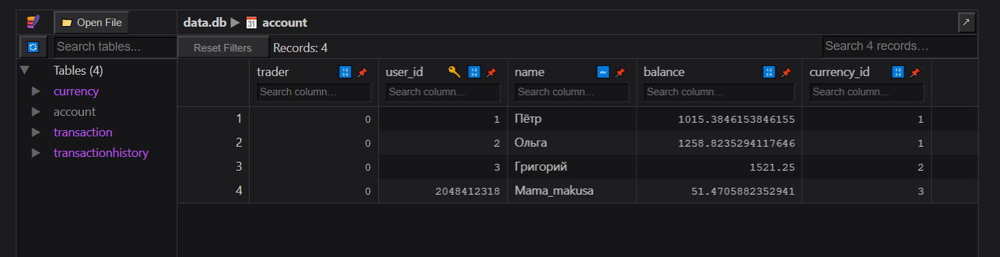 Open File data.db ▶ account ↗
Search tables... Reset Filters Records: 4 Search 4 records...
Tables (4)
currency
account
transaction
transactionhistory
trader user_id name balance currency_id
Search column... Search column... Search column... Search column... Search column...
1 0 1 Пётр 1015.3846153846155 1
2 0 2 Ольга 1258.8235294117646 1
3 0 3 Григорий 1521.25 2
4 0 2048412318 Mama_makusa 51.4705882352941 3